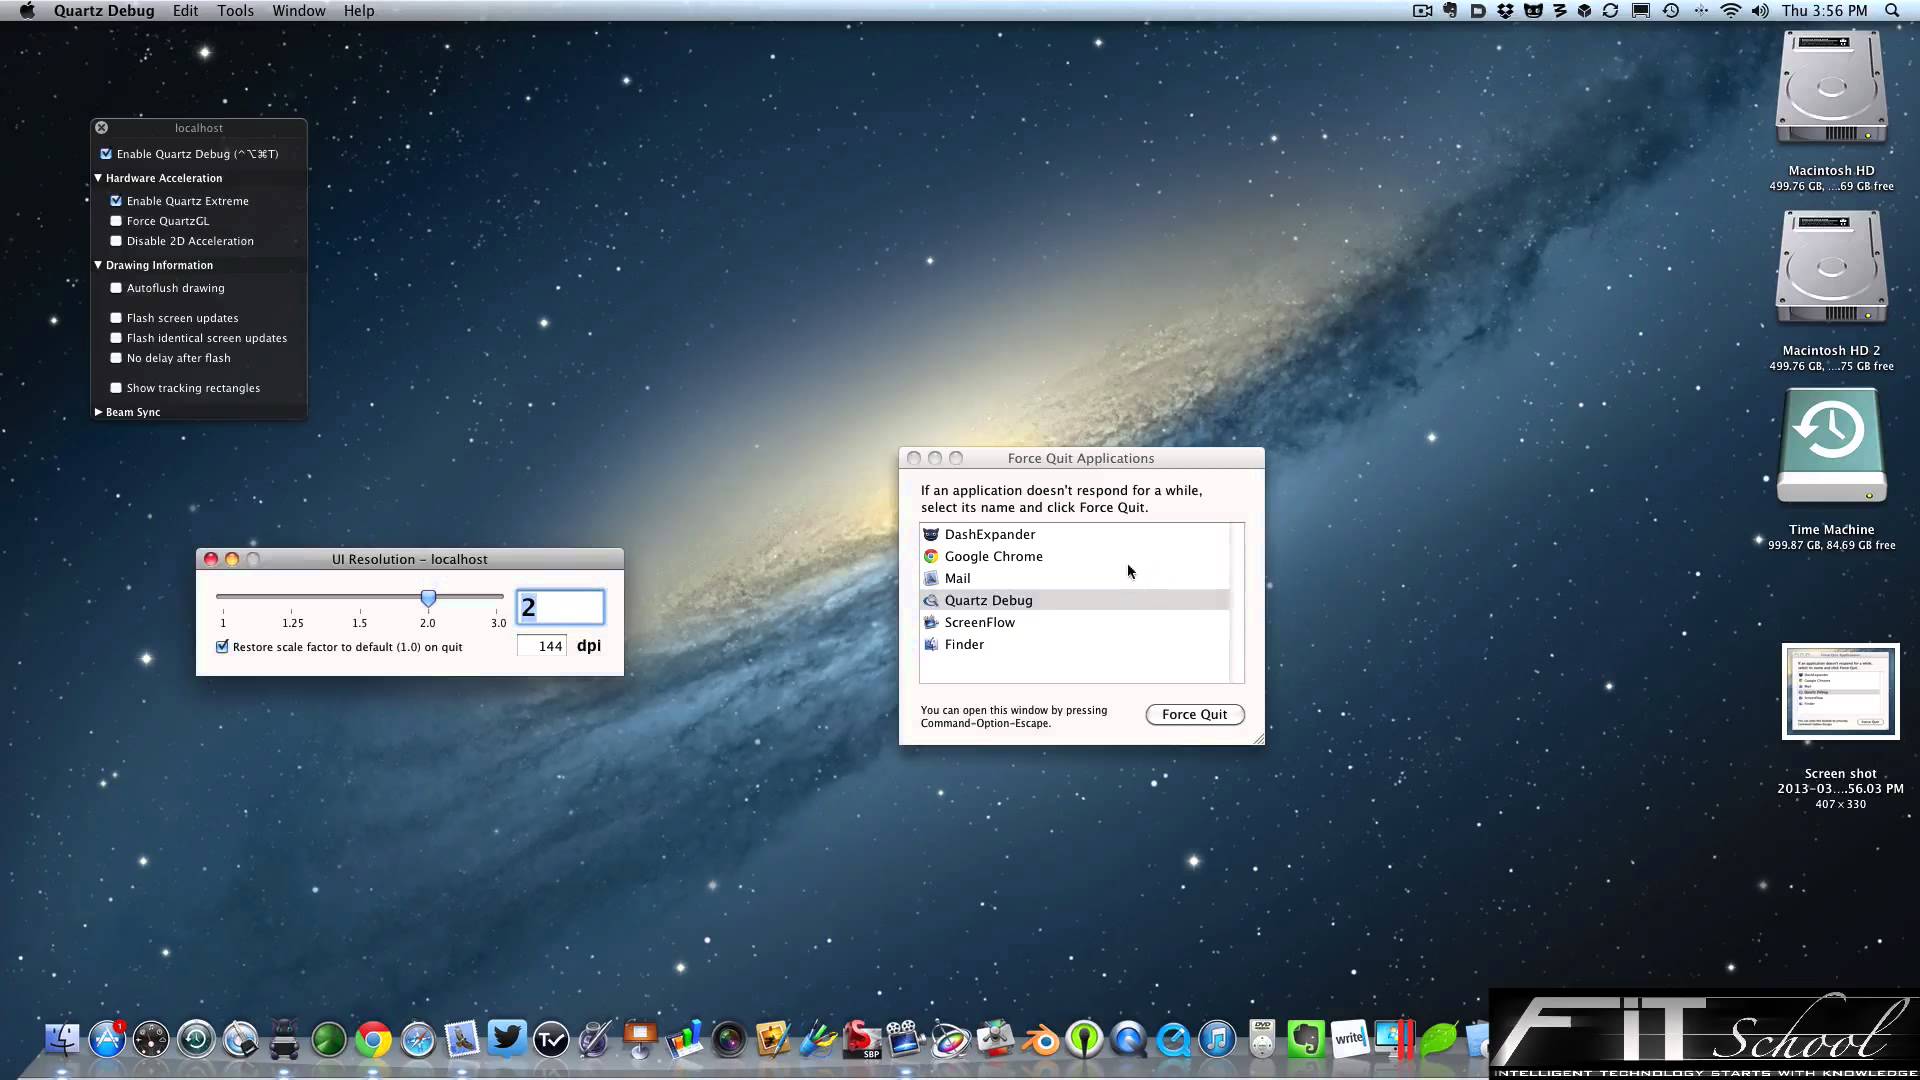 Quartz Debug Edit Tools Window Help
Thu 3:56 PM
localhost
Enable Quartz Debug (^⌥⌘T)
Hardware Acceleration
Enable Quartz Extreme
Force QuartzGL
Disable 2D Acceleration
Drawing Information
Autoflush drawing
Flash screen updates
Flash identical screen updates
No delay after flash
Show tracking rectangles
Beam Sync
UI Resolution – localhost
2
1 1.25 1.5 2.0 3.0
Restore scale factor to default (1.0) on quit
144 dpi
Force Quit Applications
If an application doesn't respond for a while,
select its name and click Force Quit.
DashExpander
Google Chrome
Mail
Quartz Debug
ScreenFlow
Finder
You can open this window by pressing
Command-Option-Escape.
Force Quit
Macintosh HD
499.76 GB, ....69 GB free
Macintosh HD 2
499.76 GB, ....75 GB free
Time Machine
999.87 GB, 84.69 GB free
Screen shot
2013-03....56.03 PM
407 × 330
1
SBP
DVD
write
FiT School
INTELLIGENT TECHNOLOGY STARTS WITH KNOWLEDGE